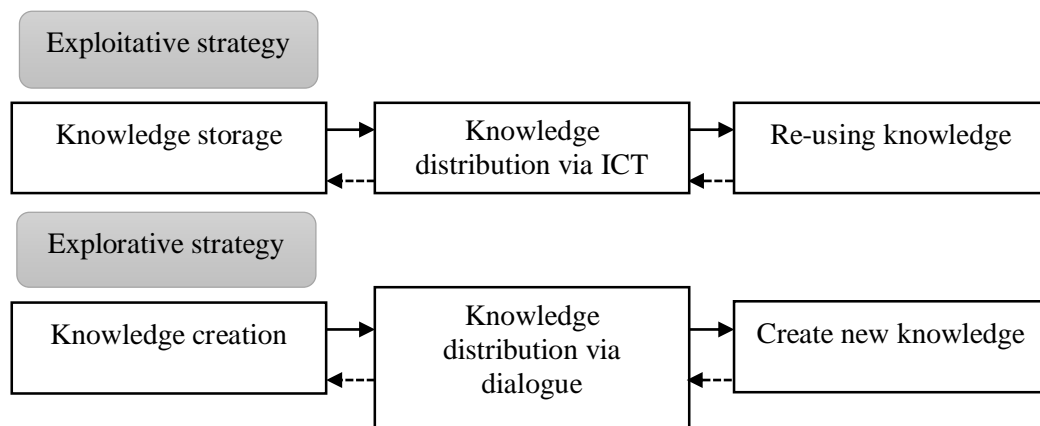 Exploitative strategy
Knowledge storage
Knowledge
distribution via ICT
Re-using knowledge
Explorative strategy
Knowledge creation
Knowledge
distribution via
dialogue
Create new knowledge